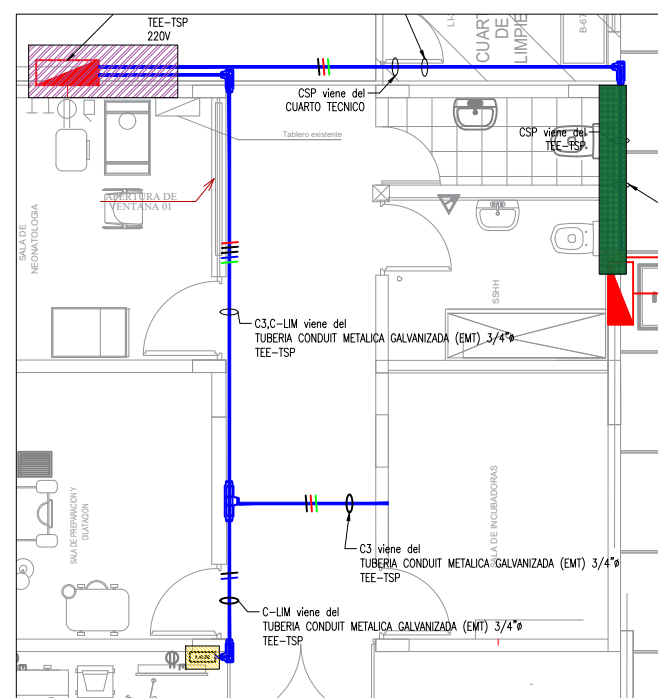 TEE-TSP
220V
CUARTO
DE
LIMPIE
CSP viene del
CUARTO TECNICO
CSP viene del
TEE-TSP
Tablero existente
APERTURA DE
VENTANA 01
SALA DE
NEONATOLOGIA
SSHH
C3,C-LIM viene del
TUBERIA CONDUIT METALICA GALVANIZADA (EMT) 3/4"ø
TEE-TSP
SALA DE PREPARACION Y
DILATACION
SALA DE INCUBADORAS
C3 viene del
TUBERIA CONDUIT METALICA GALVANIZADA (EMT) 3/4"ø
TEE-TSP
C-LIM viene del
TUBERIA CONDUIT METALICA GALVANIZADA (EMT) 3/4"ø
TEE-TSP